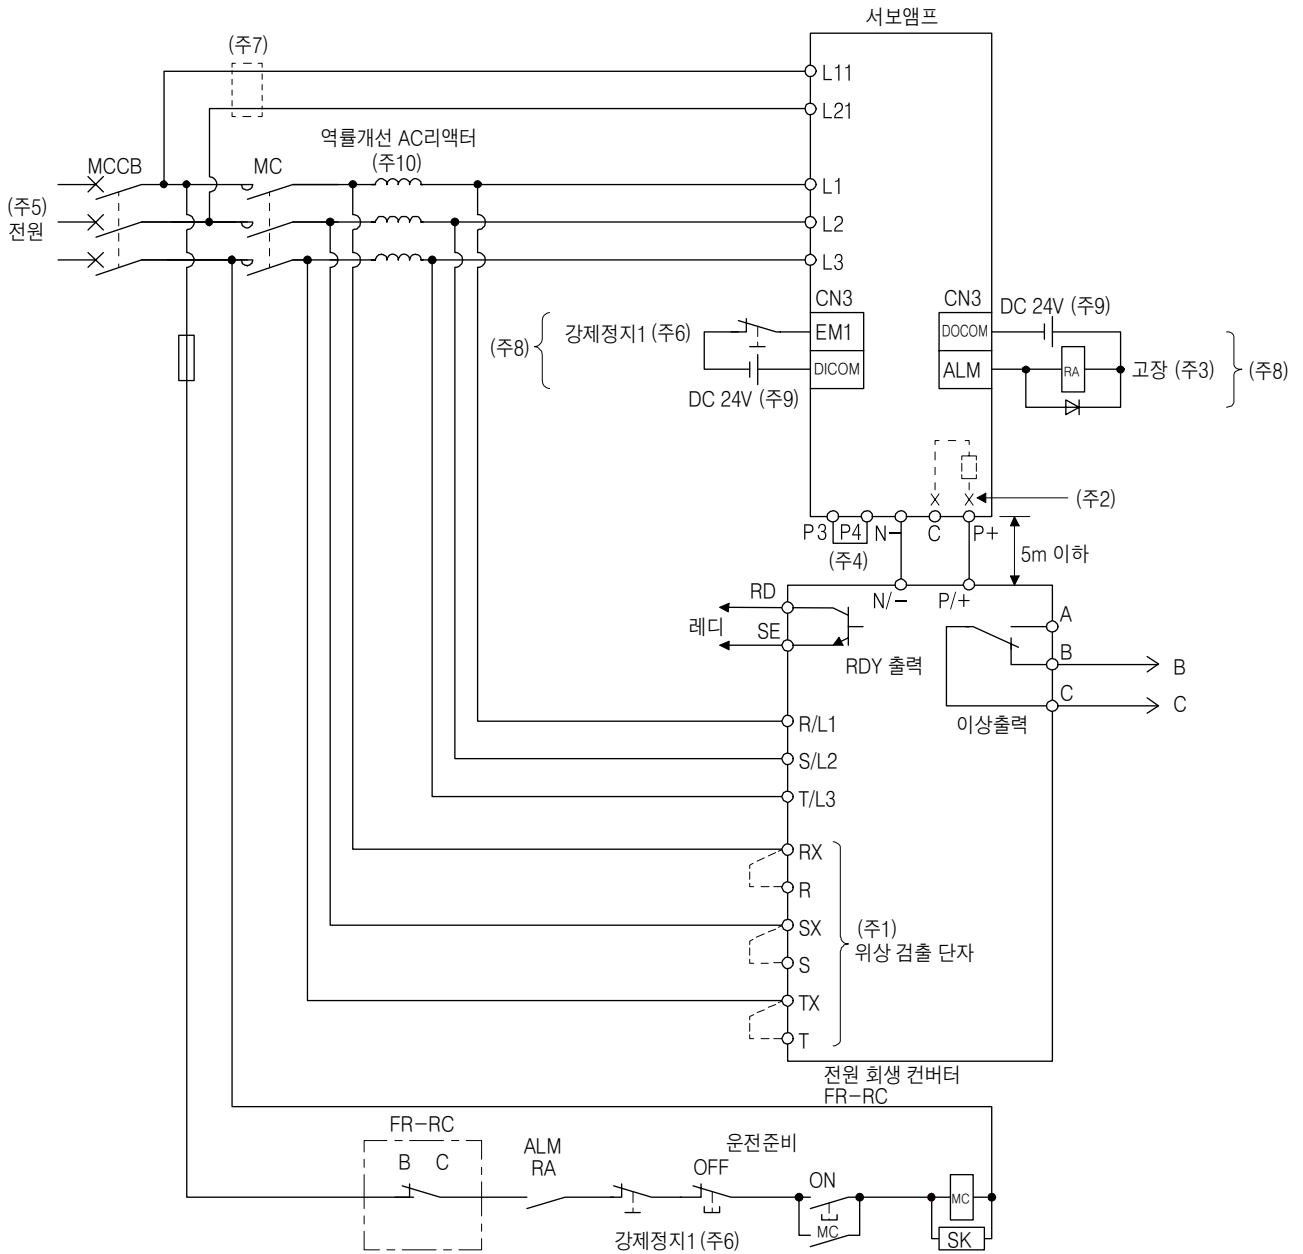 서보앰프
(주7)
L11
L21
역률개선 AC리액터
(주10)
MCCB
MC
L1
(주5)
전원
L2
L3
CN3
CN3
DC 24V (주9)
강제정지1 (주6)
EM1
DOCOM
(주8)
DICOM
ALM
RA
고장 (주3)
(주8)
DC 24V (주9)
(주2)
P3
P4
N-
C
P+
(주4)
5m 이하
RD
N/-
P/+
A
레디
SE
B
B
RDY 출력
C
C
이상출력
R/L1
S/L2
T/L3
RX
R
SX
(주1)
위상 검출 단자
S
TX
T
전원 회생 컨버터
FR-RC
FR-RC
B
C
ALM
RA
운전준비
OFF
ON
MC
MC
강제정지1 (주6)
SK